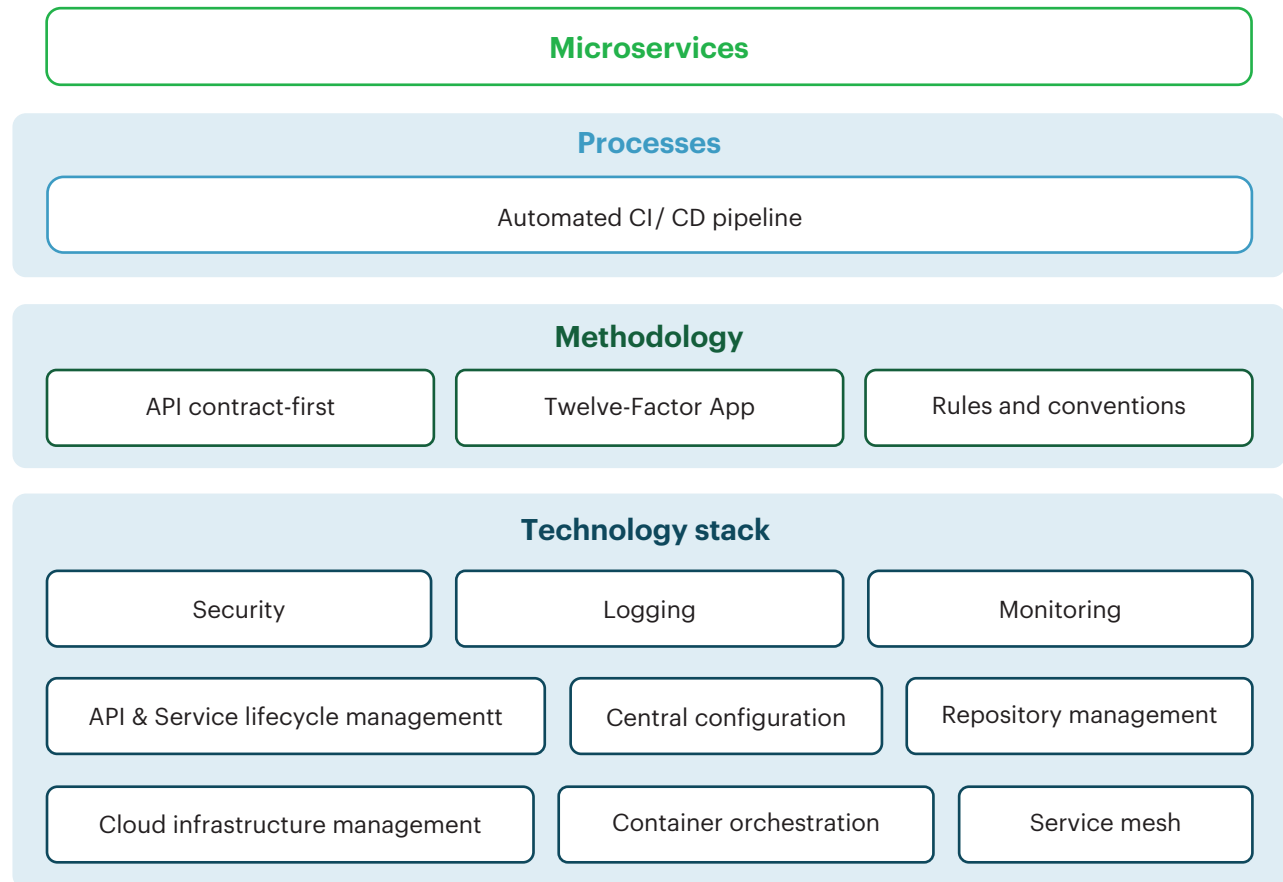 Microservices
Processes
Automated CI/ CD pipeline
Methodology
API contract-first
Twelve-Factor App
Rules and conventions
Technology stack
Security
Logging
Monitoring
API & Service lifecycle managementt
Central configuration
Repository management
Cloud infrastructure management
Container orchestration
Service mesh